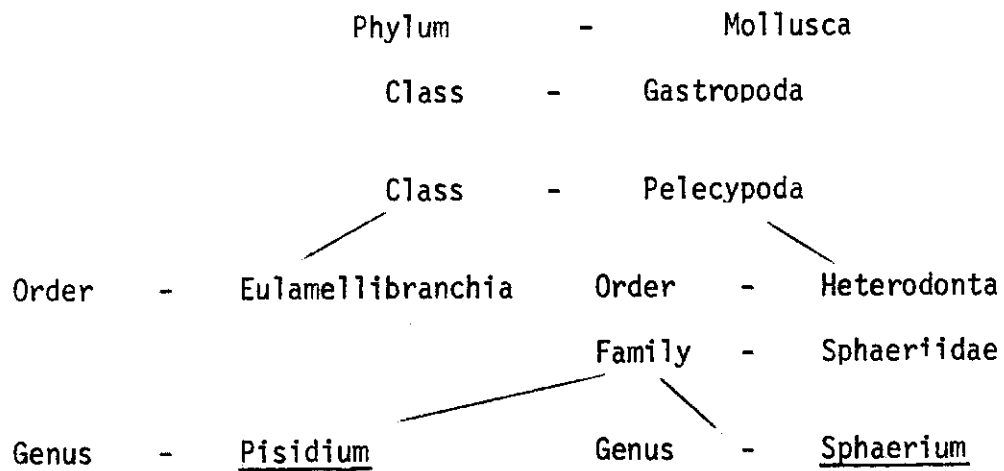 Phylum - Mollusca
Class - Gastropoda
Class - Pelecypoda
Order - Eulamellibranchia Order - Heterodonta
Family - Sphaeriidae
Genus - Pisidium Genus - Sphaerium